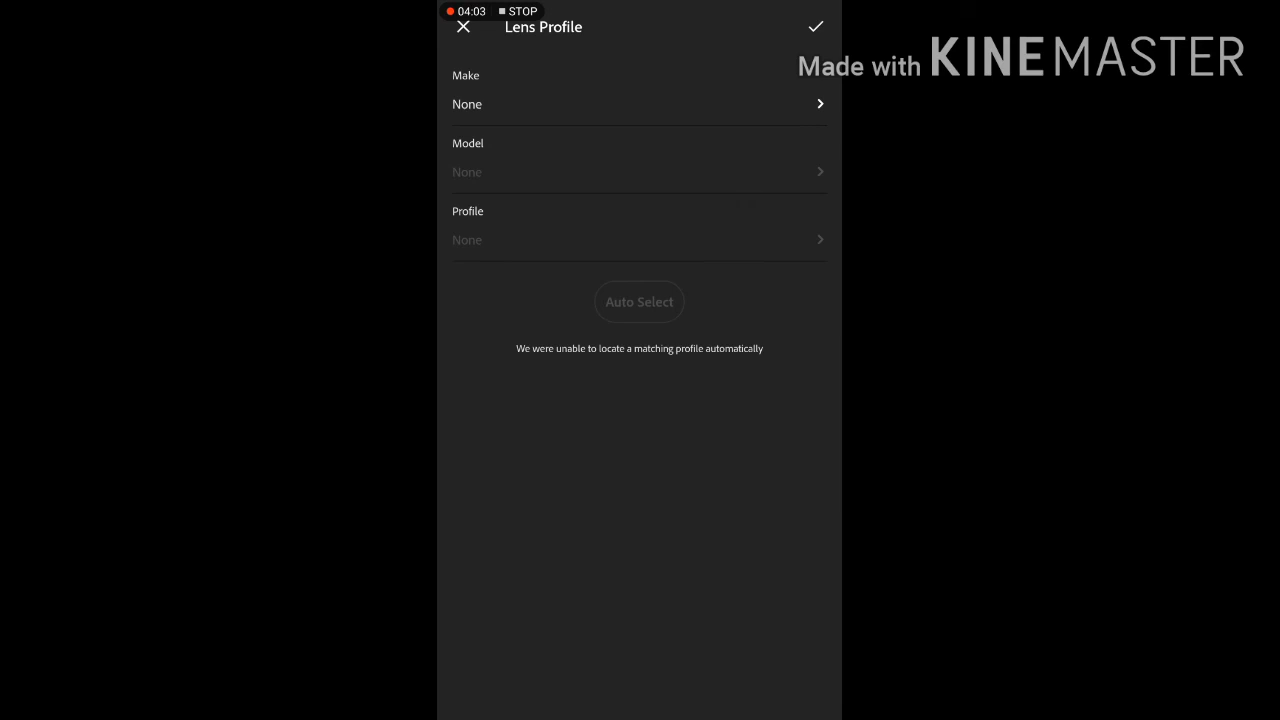 04:03 STOP
Lens Profile
Made with KINEMASTER
Make
None
Model
None
Profile
None
Auto Select
We were unable to locate a matching profile automatically